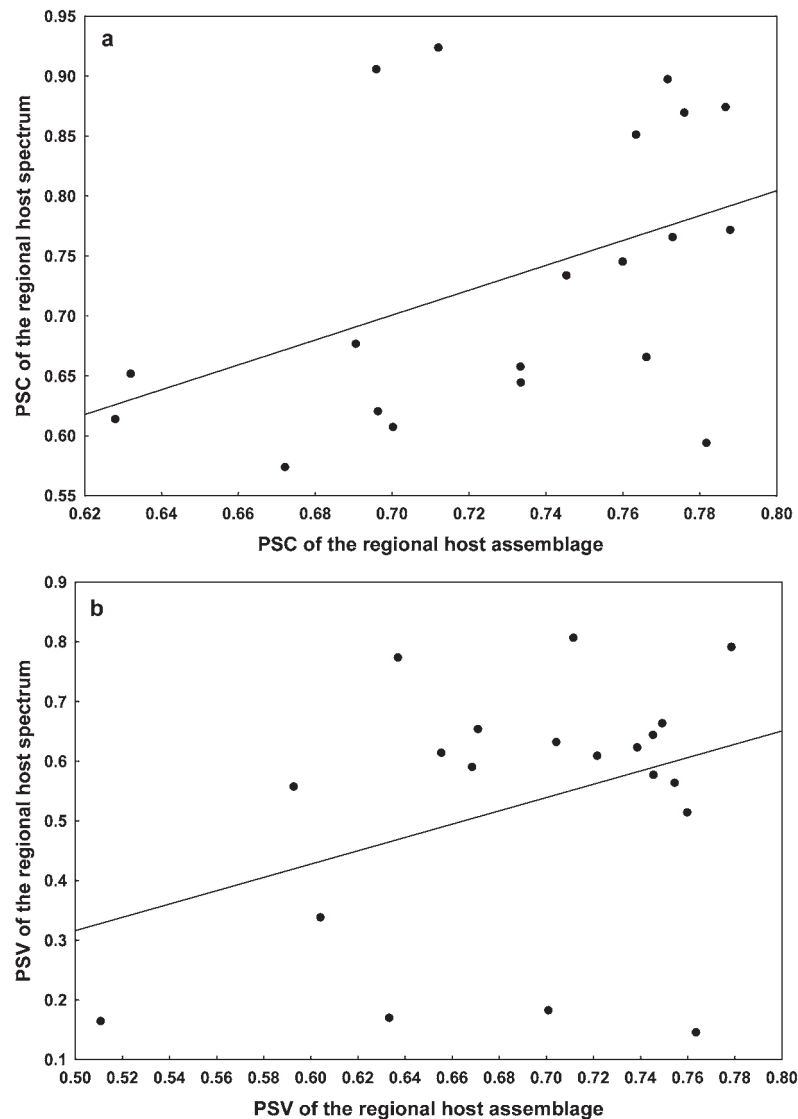 a
0.95
0.90
0.85
0.80
0.75
0.70
0.65
0.60
0.55
PSC of the regional host spectrum
0.62 0.64 0.66 0.68 0.70 0.72 0.74 0.76 0.78 0.80
PSC of the regional host assemblage
b
0.9
0.8
0.7
0.6
0.5
0.4
0.3
0.2
0.1
PSV of the regional host spectrum
0.50 0.52 0.54 0.56 0.58 0.60 0.62 0.64 0.66 0.68 0.70 0.72 0.74 0.76 0.78 0.80
PSV of the regional host assemblage